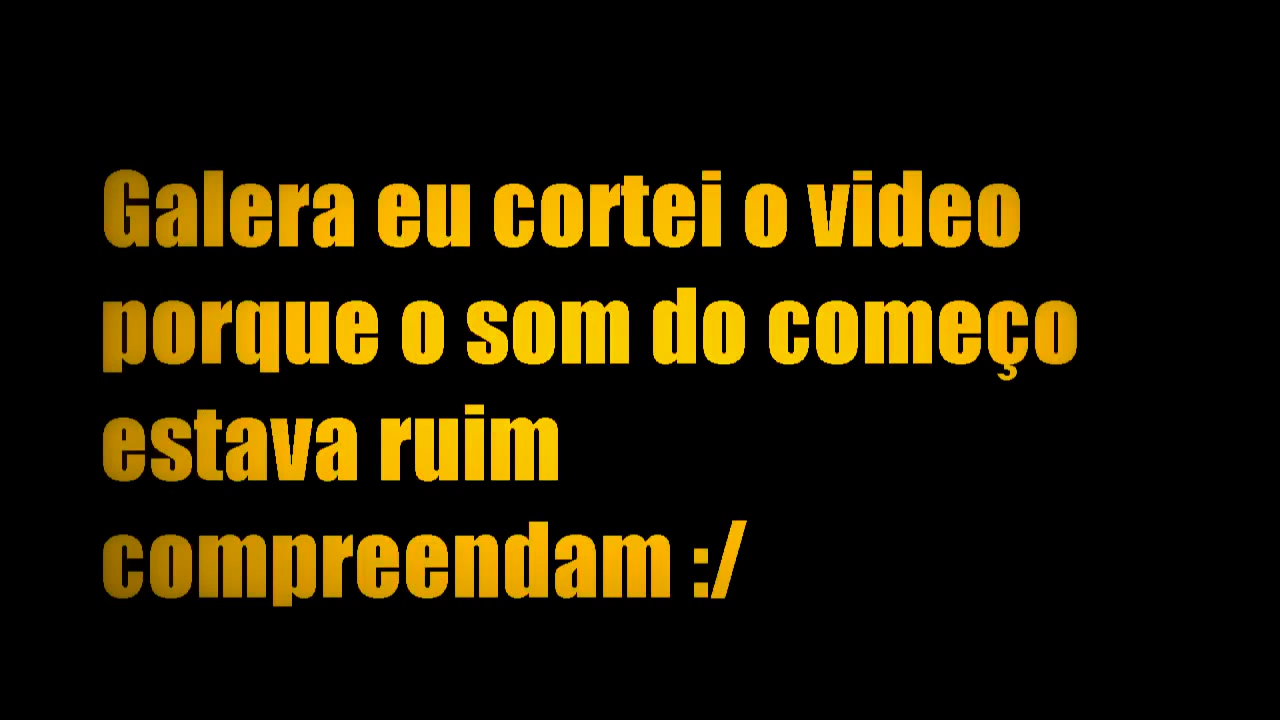 Galera eu cortei o video
porque o som do começo
estava ruim
compreendam :/